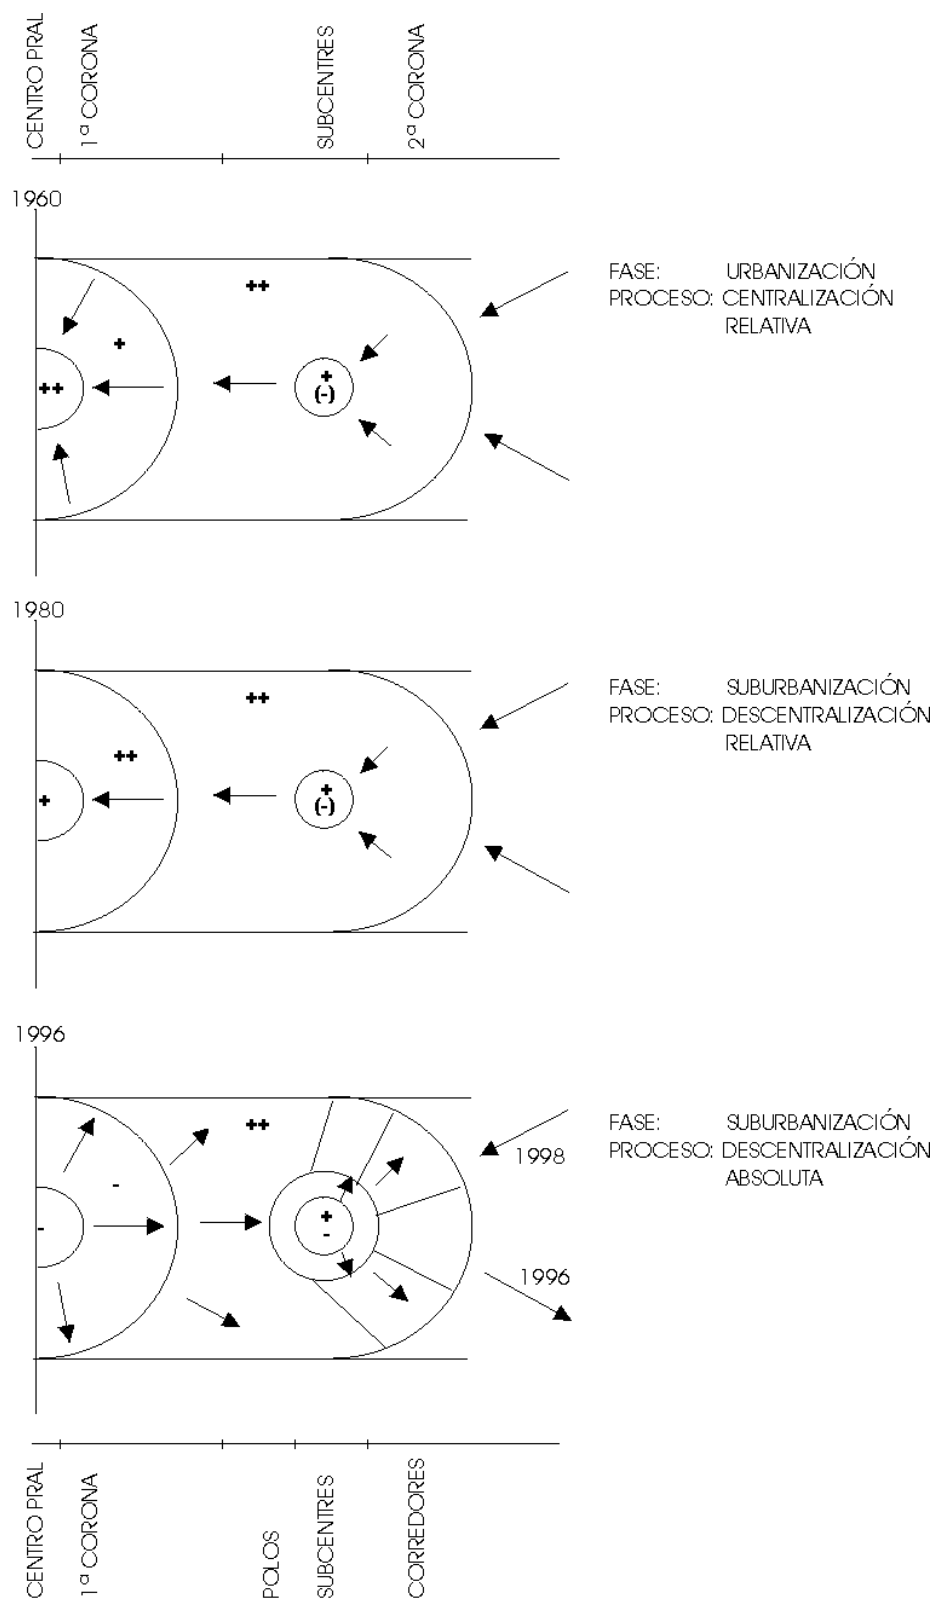 CENTRO PRAL
1ª CORONA
SUBCENTRES
2ª CORONA
1960
++
+
++
+
(-)
FASE: URBANIZACIÓN
PROCESO: CENTRALIZACIÓN
RELATIVA
1980
++
++
+
+
(-)
FASE: SUBURBANIZACIÓN
PROCESO: DESCENTRALIZACIÓN
RELATIVA
1996
++
-
-
+
-
1998
1996
FASE: SUBURBANIZACIÓN
PROCESO: DESCENTRALIZACIÓN
ABSOLUTA
CENTRO PRAL
1ª CORONA
POLOS
SUBCENTRES
CORREDORES